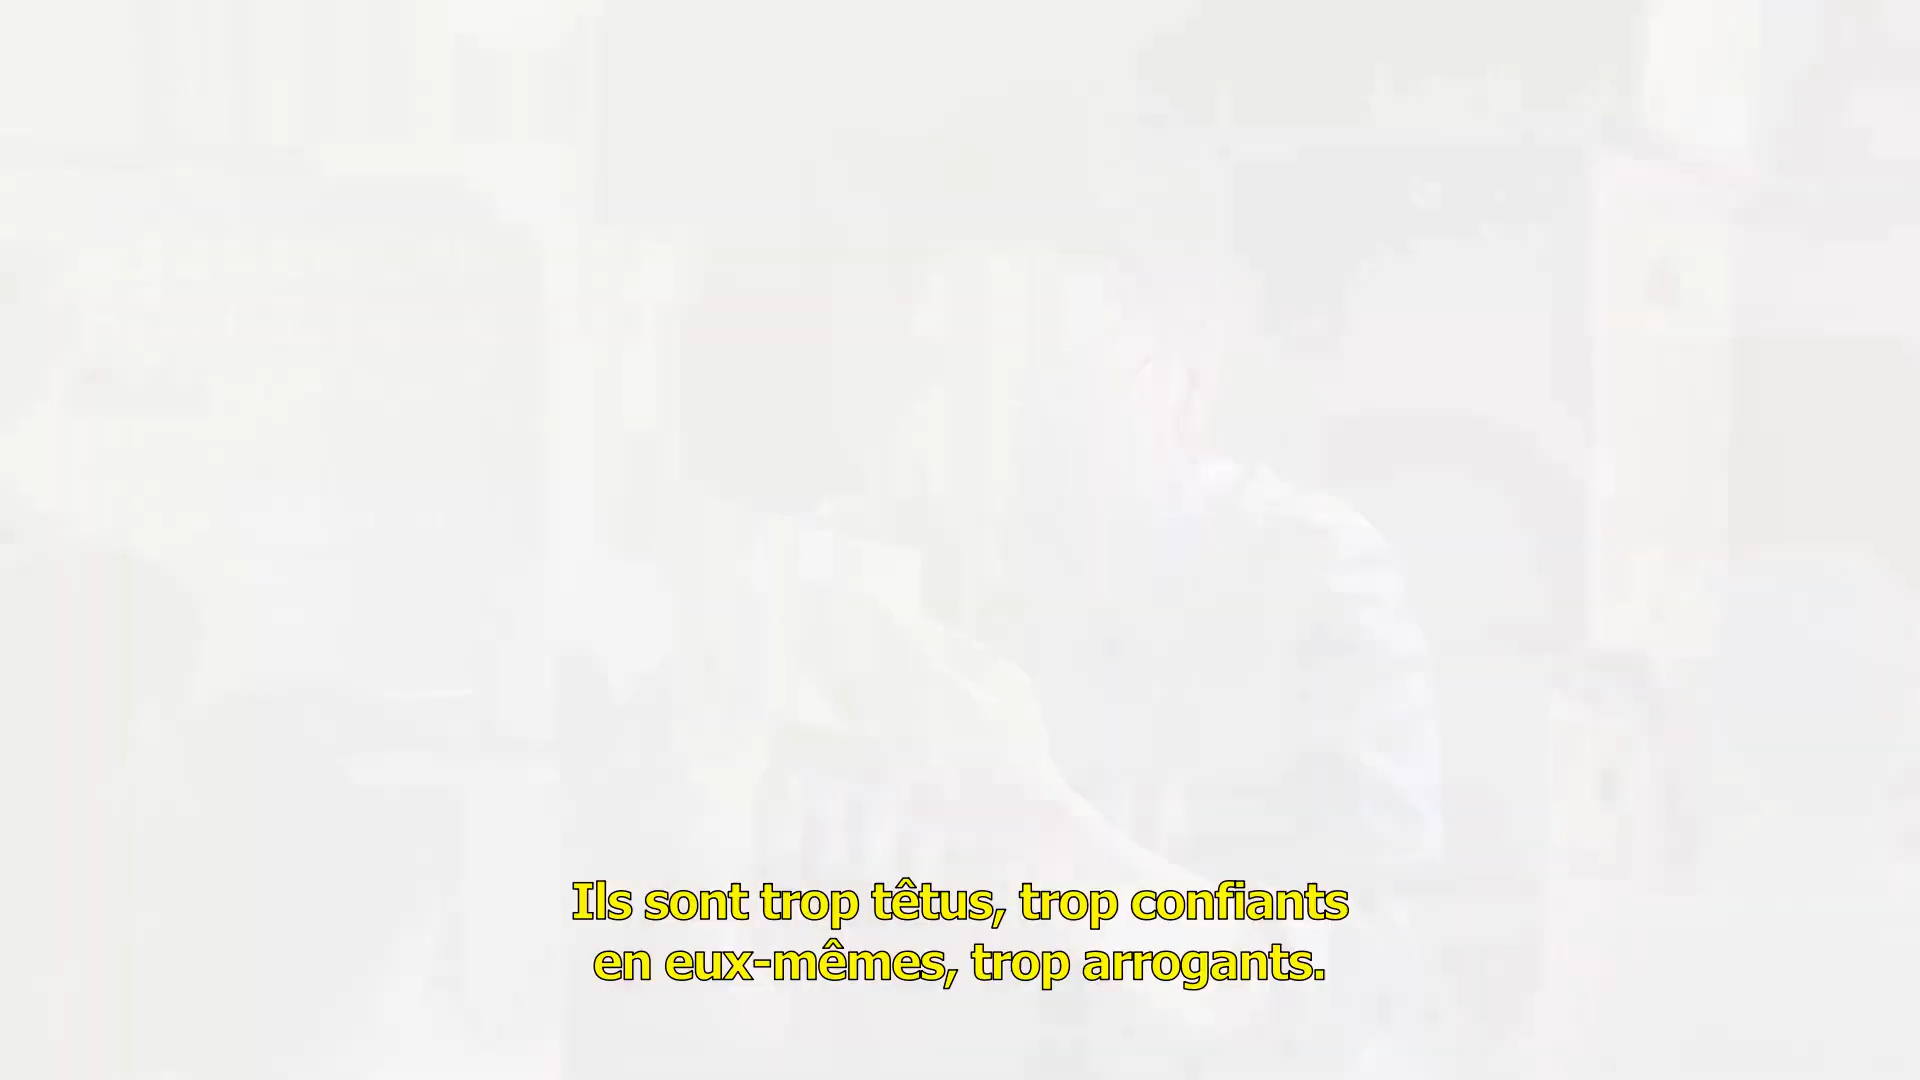 Ils sont trop têtus, trop confiants
en eux-mêmes, trop arrogants.